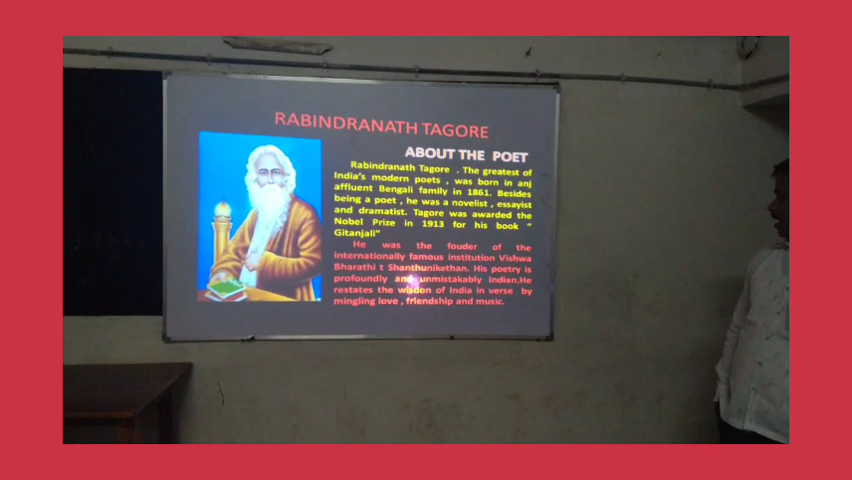 RABINDRANATH TAGORE
ABOUT THE POET
Rabindranath Tagore . The greatest of
India's modern poets , was born in anj
affluent Bengali family in 1861. Besides
being a poet , he was a novelist , essayist
and dramatist. Tagore was awarded the
Nobel Prize in 1913 for his book "
Gitanjali"
He was the fouder of the
internationally famous institution Vishwa
Bharathi t Shanthunikethan. His poetry is
profoundly and unmistakably Indian.He
restates the wisdon of India in verse by
mingling love , friendship and music.